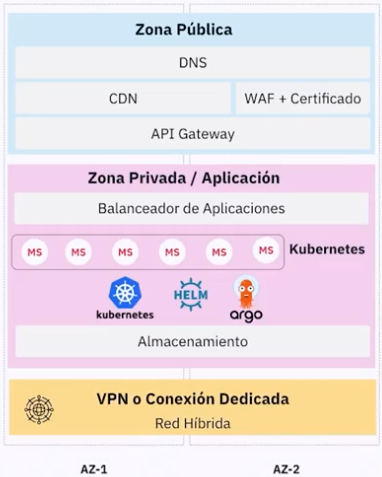 Zona Pública
DNS
CDN
WAF + Certificado
API Gateway
Zona Privada / Aplicación
Balanceador de Aplicaciones
MS MS MS MS MS MS Kubernetes
kubernetes HELM argo
Almacenamiento
VPN o Conexión Dedicada
Red Híbrida
AZ-1 AZ-2